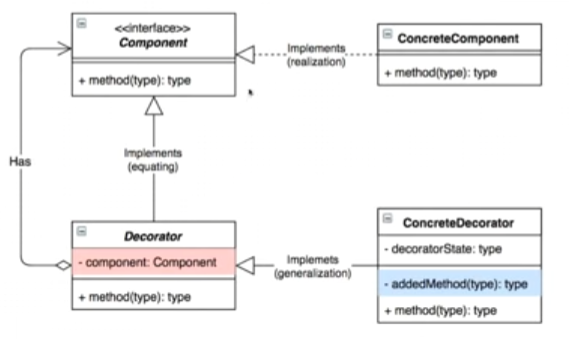 <<interface>>
Component
+ method(type): type
Implements
(realization)
ConcreteComponent
+ method(type): type
Has
Implements
(equating)
Decorator
- component: Component
+ method(type): type
Implemets
(generalization)
ConcreteDecorator
- decoratorState: type
- addedMethod(type): type
+ method(type): type